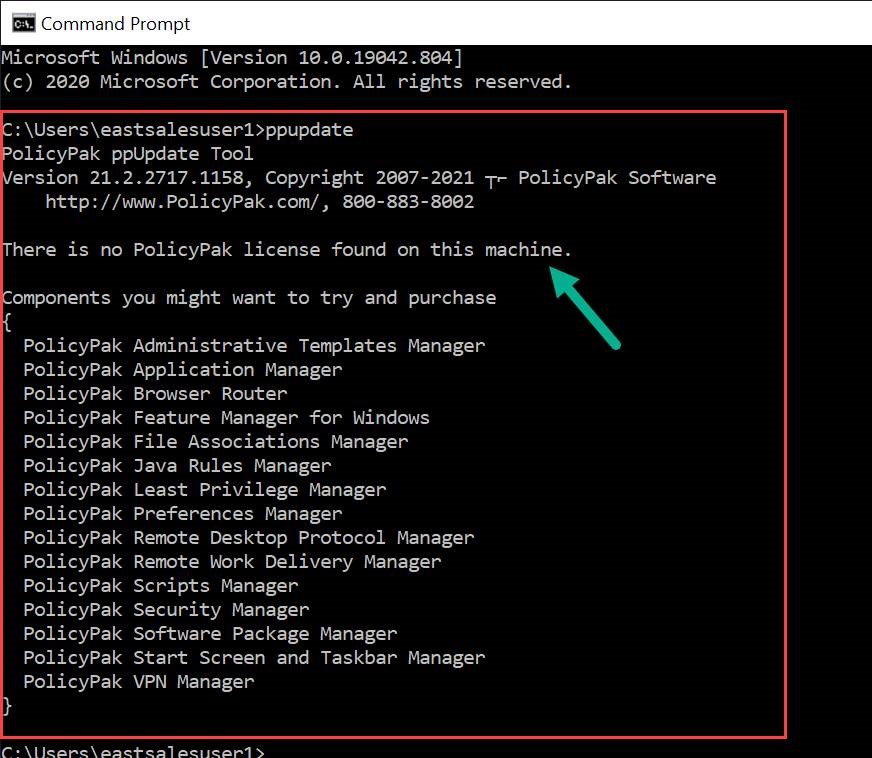 Command Prompt
Microsoft Windows [Version 10.0.19042.804]
(c) 2020 Microsoft Corporation. All rights reserved.
C:\Users\eastsalesuser1>ppupdate
PolicyPak ppUpdate Tool
Version 21.2.2717.1158, Copyright 2007-2021 ┬⌐ PolicyPak Software
http://www.PolicyPak.com/, 800-883-8002
There is no PolicyPak license found on this machine.
Components you might want to try and purchase
{
PolicyPak Administrative Templates Manager
PolicyPak Application Manager
PolicyPak Browser Router
PolicyPak Feature Manager for Windows
PolicyPak File Associations Manager
PolicyPak Java Rules Manager
PolicyPak Least Privilege Manager
PolicyPak Preferences Manager
PolicyPak Remote Desktop Protocol Manager
PolicyPak Remote Work Delivery Manager
PolicyPak Scripts Manager
PolicyPak Security Manager
PolicyPak Software Package Manager
PolicyPak Start Screen and Taskbar Manager
PolicyPak VPN Manager
}
C:\Users\eastsalesuser1>